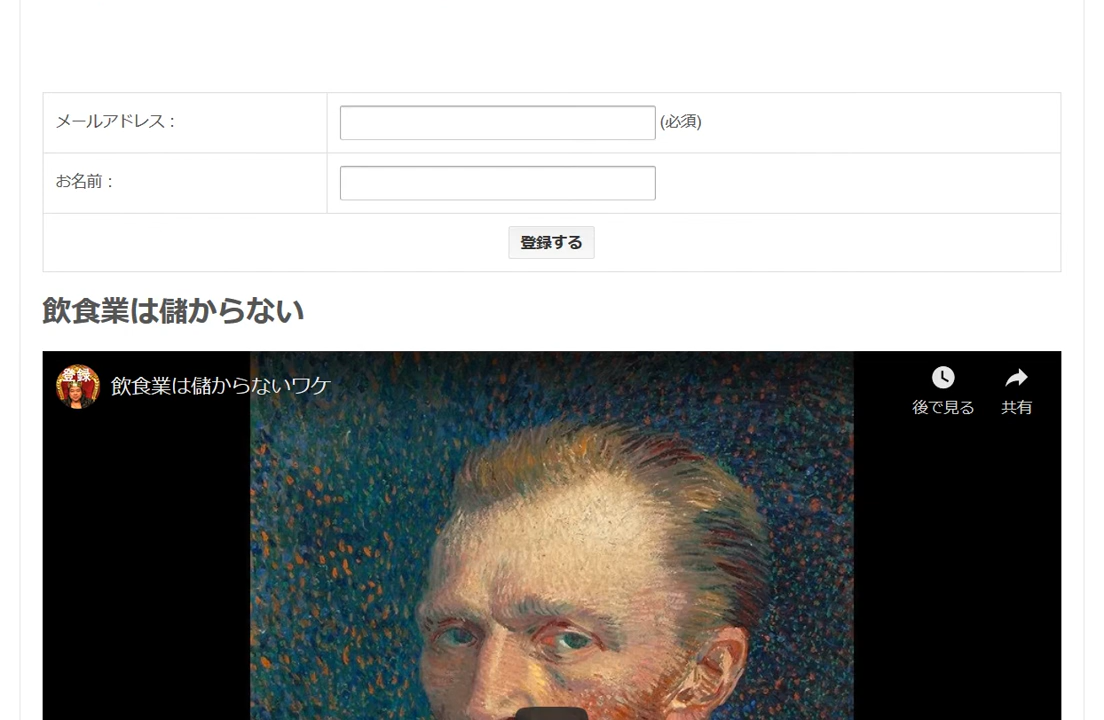 メールアドレス : (必須)
お名前 :
登録する
飲食業は儲からない
登録
飲食業は儲からないワケ
後で見る
共有